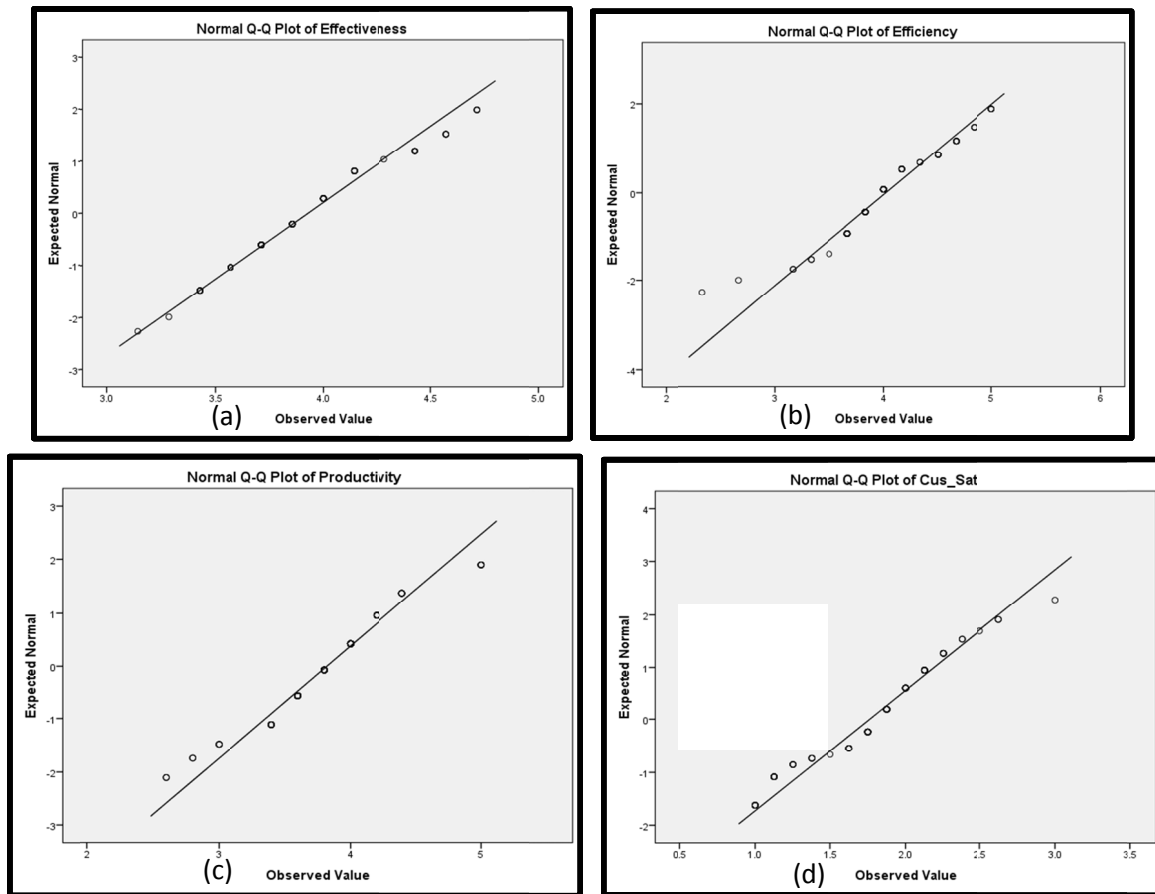 Normal Q-Q Plot of Effectiveness
Expected Normal
3
2
1
0
-1
-2
-3
3.0 3.5 4.0 4.5 5.0
Observed Value
(a)
Normal Q-Q Plot of Efficiency
Expected Normal
2
0
-2
-4
2 3 4 5 6
Observed Value
(b)
Normal Q-Q Plot of Productivity
Expected Normal
3
2
1
0
-1
-2
-3
2 3 4 5
Observed Value
(c)
Normal Q-Q Plot of Cus_Sat
Expected Normal
4
3
2
1
0
-1
-2
0.5 1.0 1.5 2.0 2.5 3.0 3.5
Observed Value
(d)